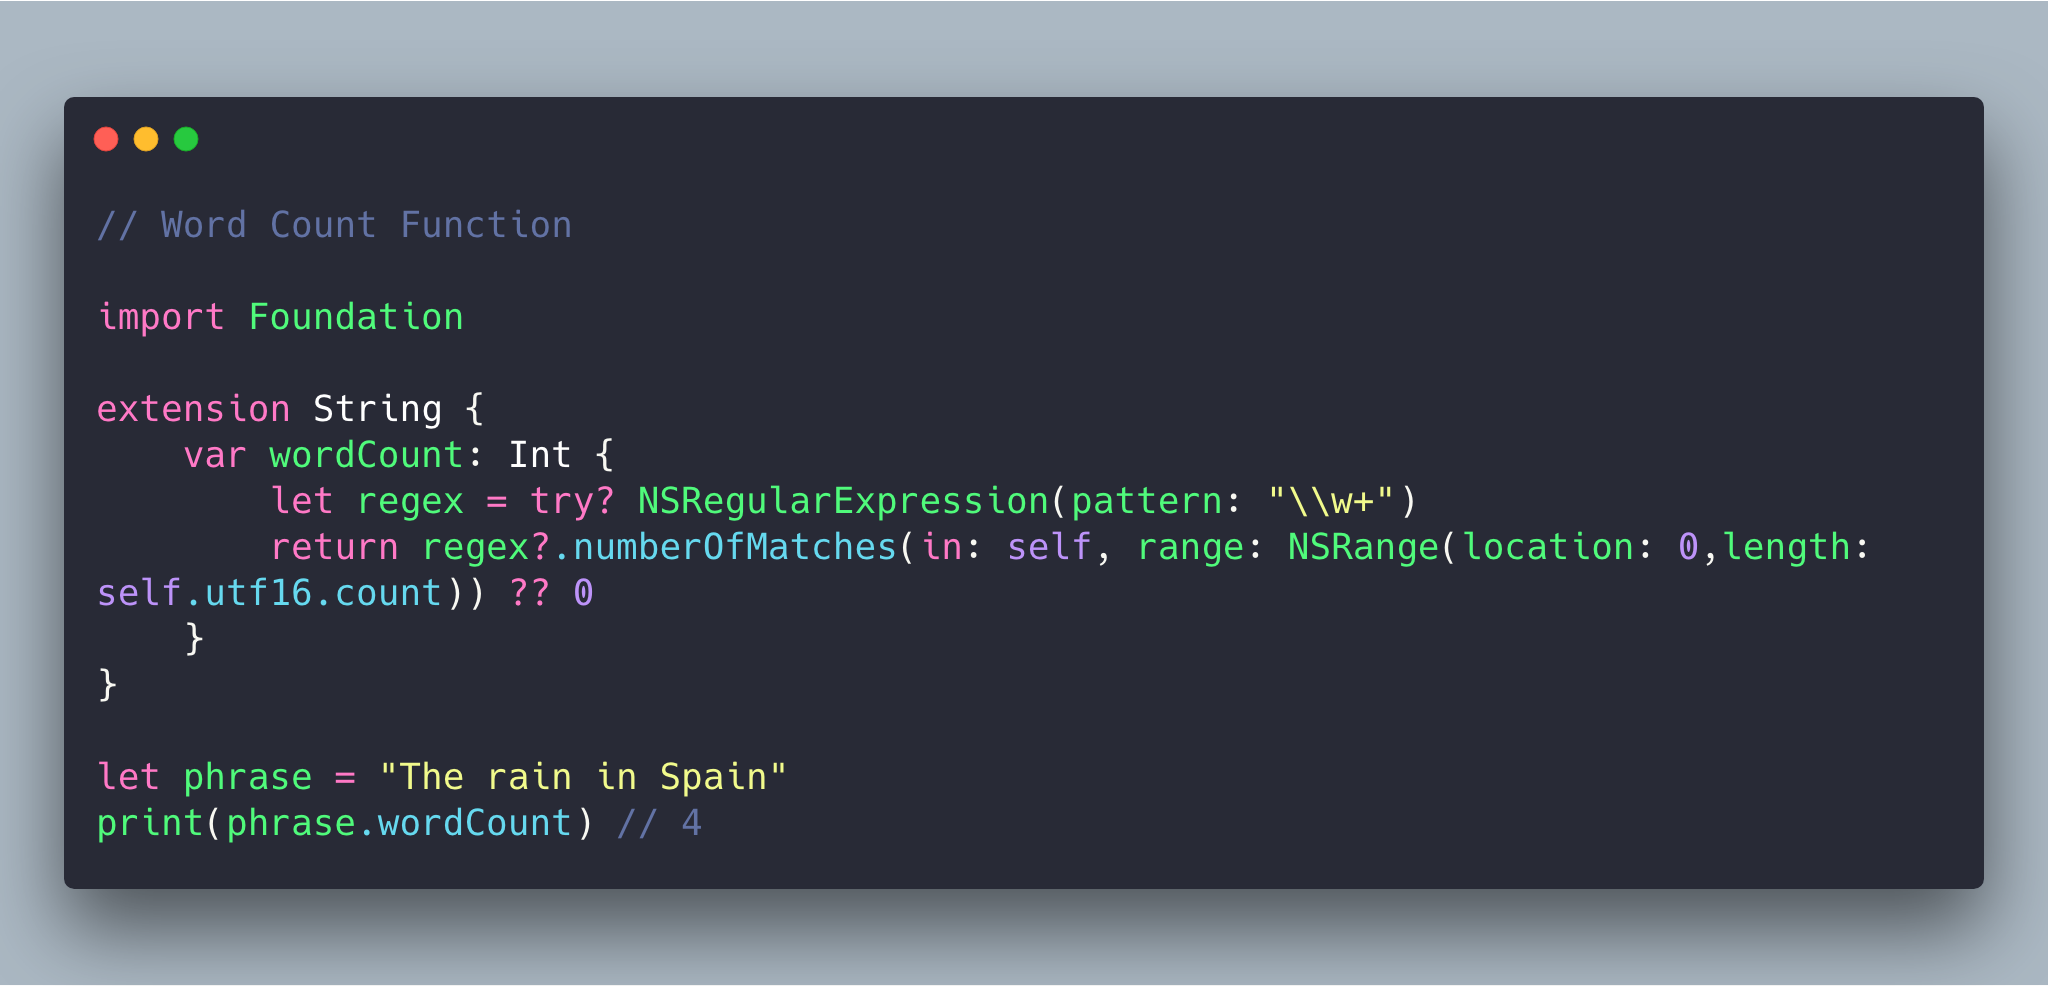 // Word Count Function
import Foundation
extension String {
    var wordCount: Int {
        let regex = try? NSRegularExpression(pattern: "\\w+")
        return regex?.numberOfMatches(in: self, range: NSRange(location: 0,length:
self.utf16.count)) ?? 0
    }
}
let phrase = "The rain in Spain"
print(phrase.wordCount) // 4